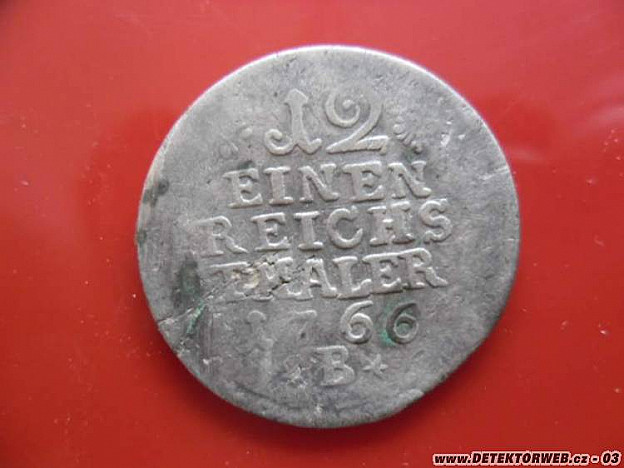 12
EINEN
REICHS
THALER
1766
*B*
www.DETEKTORWEB.cz - 03